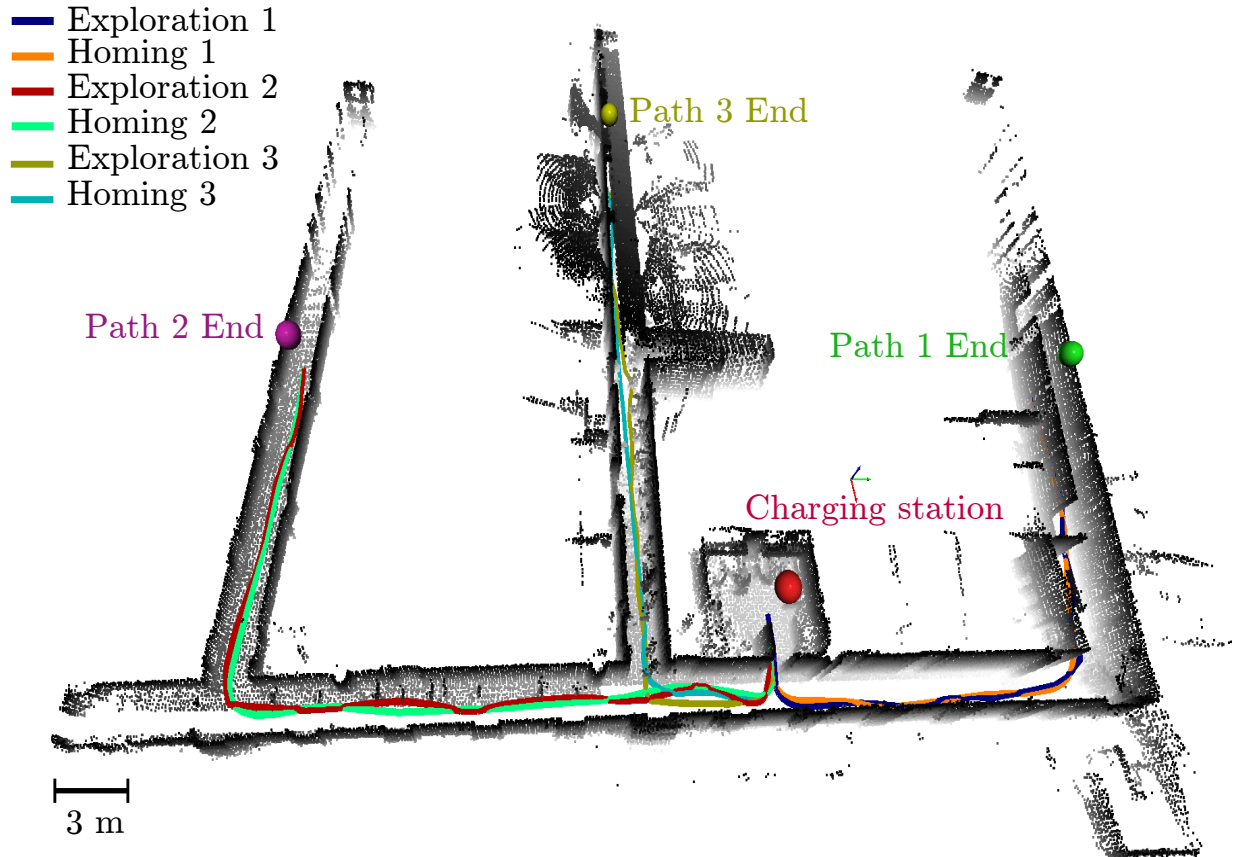 Exploration 1
Homing 1
Exploration 2
Homing 2
Exploration 3
Homing 3
Path 3 End
Path 2 End
Path 1 End
Charging station
3 m